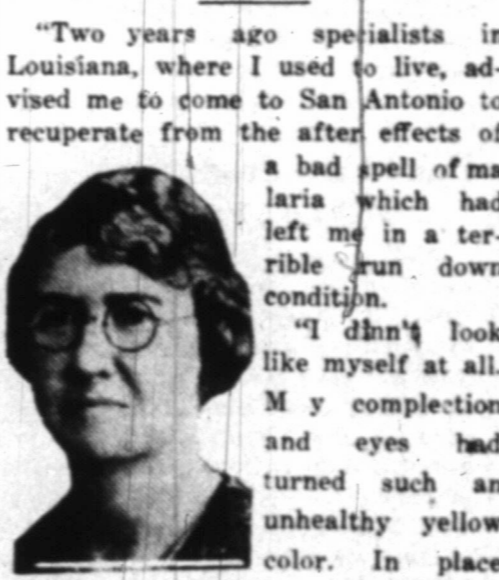 "Two years ago specialists in
Louisiana, where I used to live, ad-
vised me to come to San Antonio to
recuperate from the after effects of
a bad spell of ma
laria which had
left me in a ter-
rible run down
condition.
"I dinn't look
like myself at all.
M y complection
and eyes had
turned such an
unhealthy yellow
color. In place